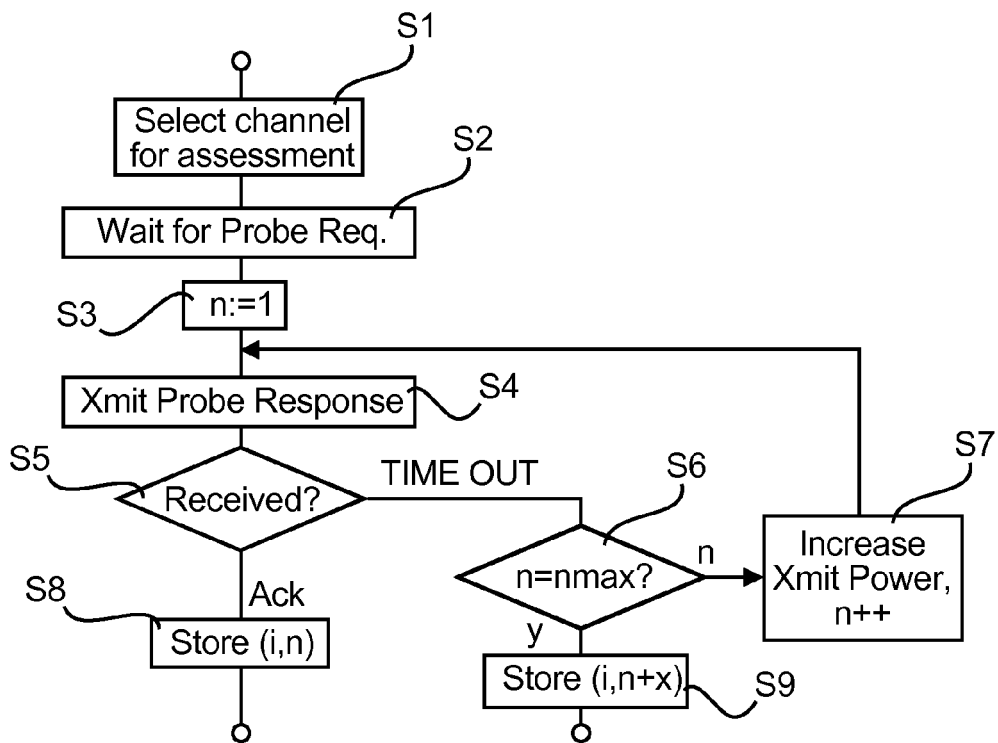 S1
Select channel
for assessment
S2
Wait for Probe Req.
S3
n:=1
Xmit Probe Response
S4
S5
Received?
TIME OUT
S6
n=nmax?
n
S7
Increase
Xmit Power,
n++
Ack
S8
Store (i,n)
y
Store (i,n+x)
S9